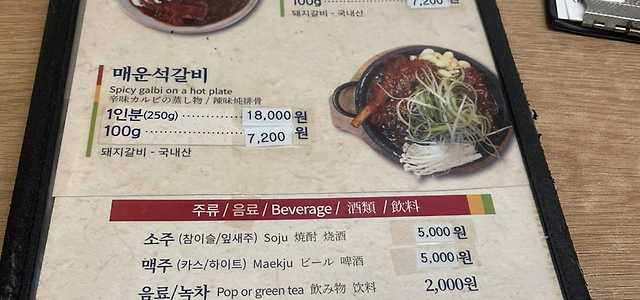 100g ······ 7,200 원
돼지갈비 - 국내산
매운석갈비
Spicy galbi on a hot plate
辛味カルビの蒸し物 / 辣味炖排骨
1인분(250g) ·············· 18,000 원
100g ······················ 7,200 원
돼지갈비 - 국내산
주류 / 음료 / Beverage / 酒類 / 飲料
소주 (참이슬/잎새주) Soju 焼酎 烧酒 5,000 원
맥주 (카스/하이트) Maekju ビール 啤酒 5,000 원
음료/녹차 Pop or green tea 飲み物 饮料 2,000원